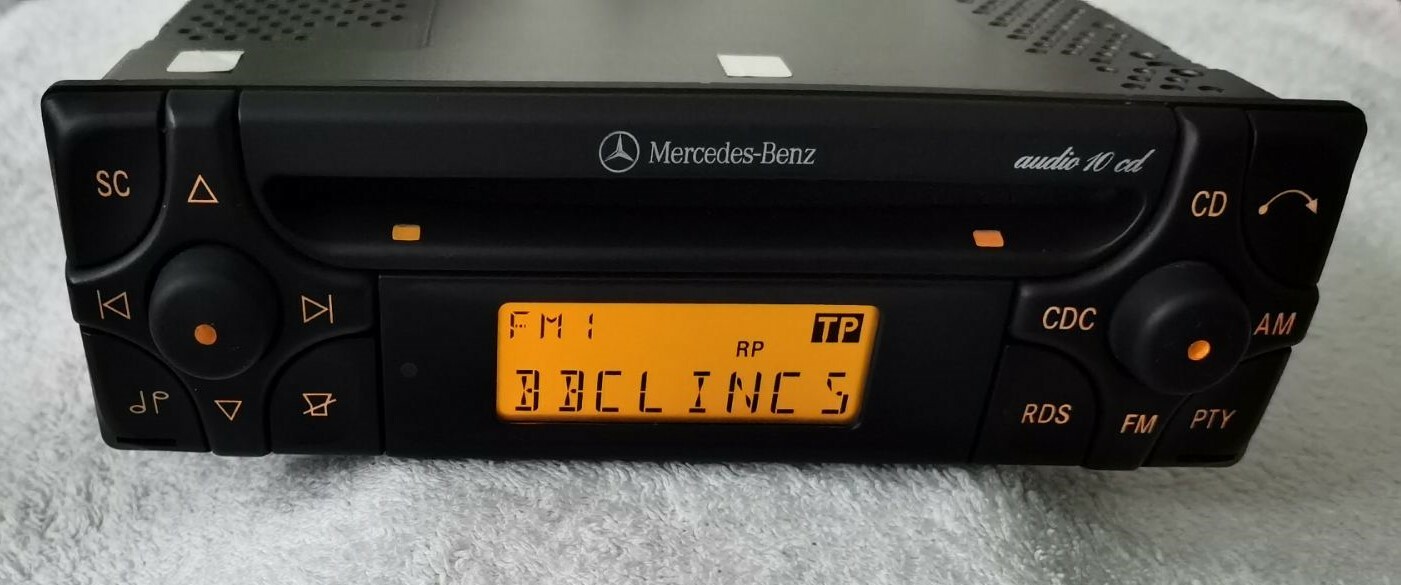 Mercedes-Benz
audio 10 cd
SC
CD
FM1
TP
CDC
AM
RP
BBCLINCS
RDS
FM
PTY